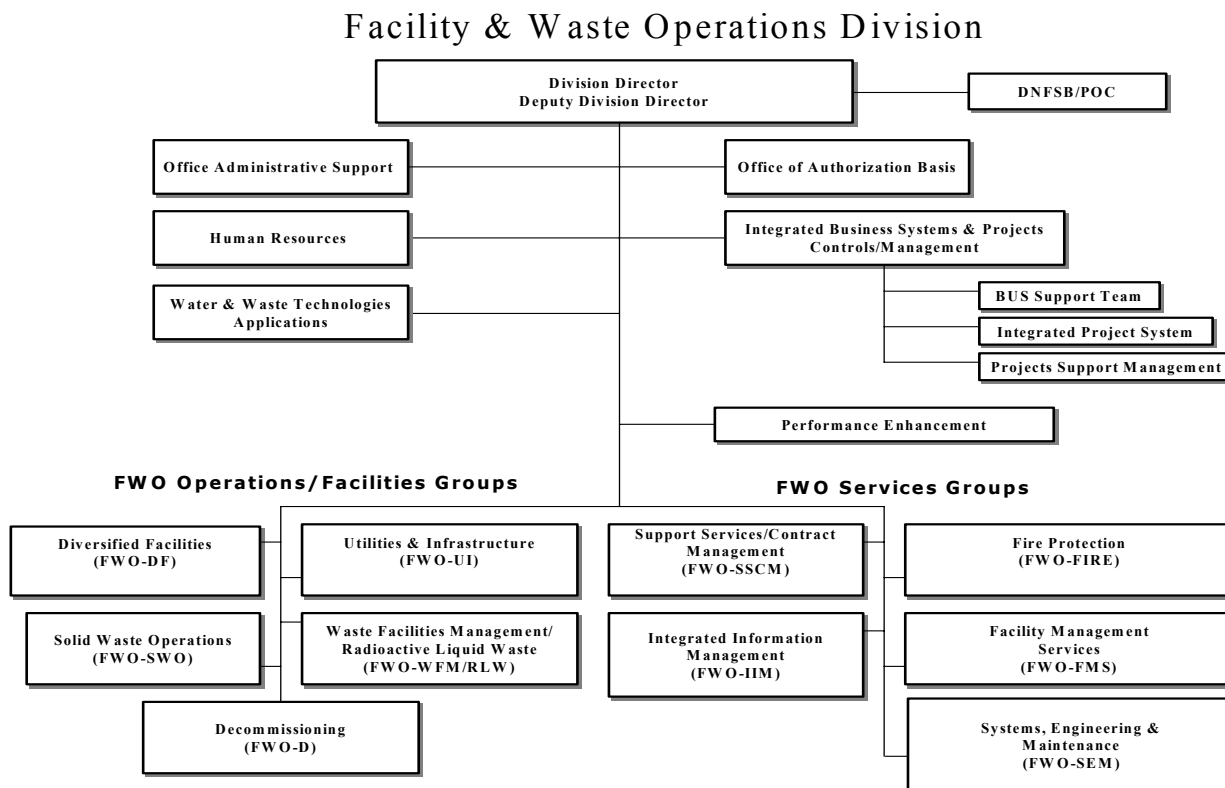 Facility & Waste Operations Division
Division Director
Deputy Division Director
DNFSB/POC
Office Administrative Support
Office of Authorization Basis
Human Resources
Integrated Business Systems & Projects
Controls/Management
Water & Waste Technologies
Applications
BUS Support Team
Integrated Project System
Projects Support Management
Performance Enhancement
FWO Operations/Facilities Groups
FWO Services Groups
Diversified Facilities
(FWO-DF)
Utilities & Infrastructure
(FWO-UI)
Support Services/Contract
Management
(FWO-SSCM)
Fire Protection
(FWO-FIRE)
Solid Waste Operations
(FWO-SWO)
Waste Facilities Management/
Radioactive Liquid Waste
(FWO-WFM/RLW)
Integrated Information
Management
(FWO-IIM)
Facility Management
Services
(FWO-FMS)
Decommissioning
(FWO-D)
Systems, Engineering &
Maintenance
(FWO-SEM)